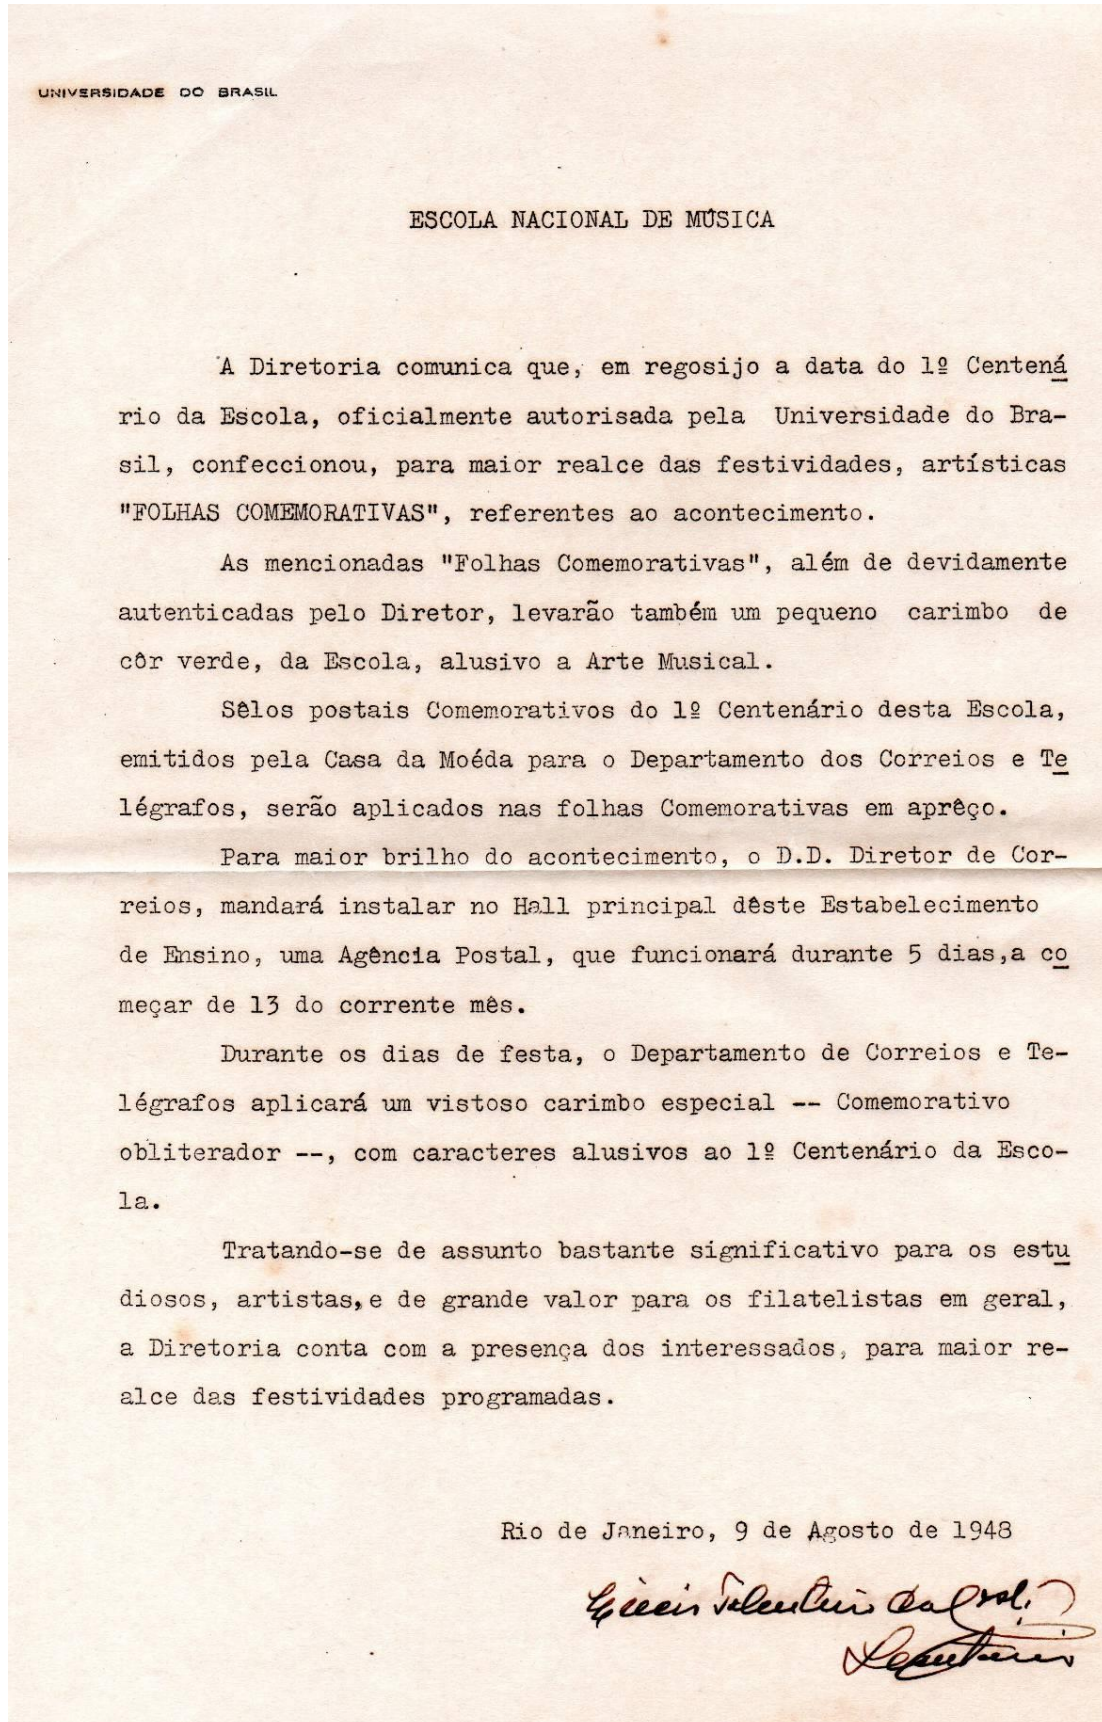 UNIVERSIDADE DO BRASIL
ESCOLA NACIONAL DE MÚSICA
A Diretoria comunica que, em regosijo a data do 1º Centená
rio da Escola, oficialmente autorisada pela Universidade do Bra-
sil, confeccionou, para maior realce das festividades, artísticas
"FOLHAS COMEMORATIVAS", referentes ao acontecimento.
As mencionadas "Folhas Comemorativas", além de devidamente
autenticadas pelo Diretor, levarão também um pequeno carimbo de
côr verde, da Escola, alusivo a Arte Musical.
Sêlos postais Comemorativos do 1º Centenário desta Escola,
emitidos pela Casa da Moéda para o Departamento dos Correios e Te
légrafos, serão aplicados nas folhas Comemorativas em aprêço.
Para maior brilho do acontecimento, o D.D. Diretor de Cor-
reios, mandará instalar no Hall principal dêste Estabelecimento
de Ensino, uma Agência Postal, que funcionará durante 5 dias,a co
meçar de 13 do corrente mês.
Durante os dias de festa, o Departamento de Correios e Te-
légrafos aplicará um vistoso carimbo especial -- Comemorativo
obliterador --, com caracteres alusivos ao 1º Centenário da Esco-
la.
Tratando-se de assunto bastante significativo para os estu
diosos, artistas,e de grande valor para os filatelistas em geral,
a Diretoria conta com a presença dos interessados, para maior re-
alce das festividades programadas.
Rio de Janeiro, 9 de Agosto de 1948